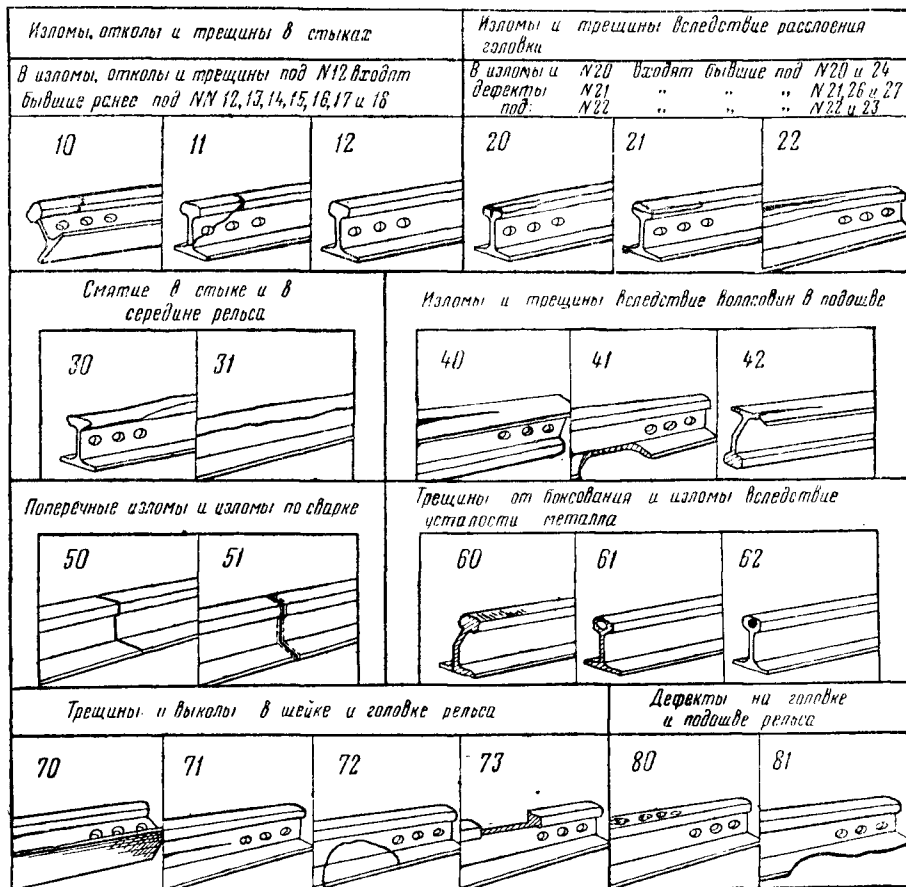 Изломы, отколы и трещины в стыках
В изломы, отколы и трещины под N12 входят
бывшие ранее под NN 12,13,14,15,16,17 и 18
Изломы и трещины вследствие расслоения
головки
В изломы и N20 входят бывшие под N20 и 24
дефекты N21 " " " N21,26 и 27
под: N22 " " " N22 и 23
10 11 12 20 21 22
Смятие в стыке и в
середине рельса
30 31
Изломы и трещины вследствие волосовин в подошве
40 41 42
Поперечные изломы и изломы по сварке
50 51
Трещины от боксования и изломы вследствие
усталости металла
60 61 62
Трещины и выколы в шейке и головке рельса
70 71 72 73
Дефекты на головке
и подошве рельса
80 81